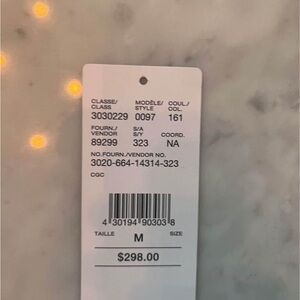 CLASSE/ MODÈLE/ COUL./
CLASS STYLE COL.
3030229 0097 161
FOURN./ S/A
VENDOR S/Y COORD.
89299 323 NA
NO.FOURN./VENDOR NO.
3020-664-14314-323
CGC
4 30194 90303 8
TAILLE M SIZE
$298.00